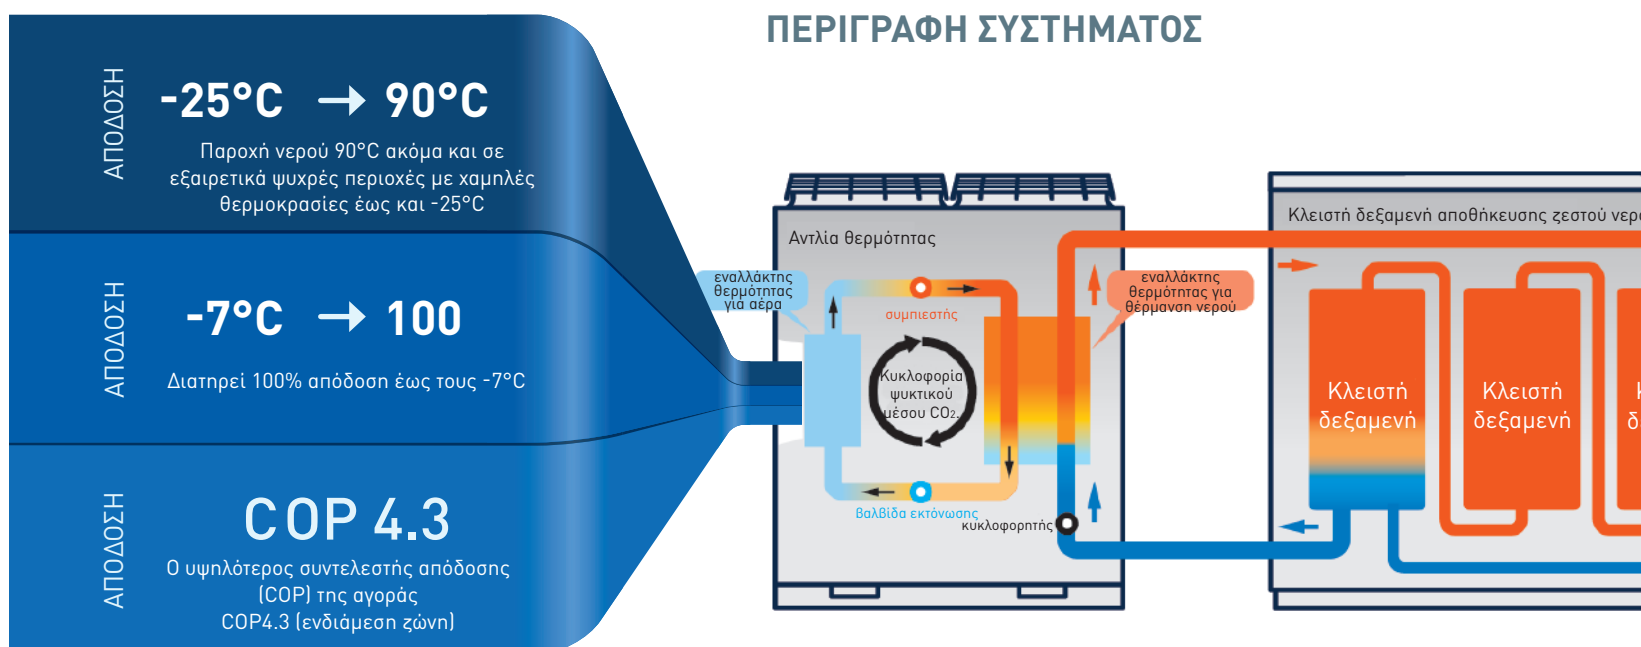 ΠΕΡΙΓΡΑΦΗ ΣΥΣΤΗΜΑΤΟΣ
ΑΠΟΔΟΣΗ
-25°C → 90°C
Παροχή νερού 90°C ακόμα και σε
εξαιρετικά ψυχρές περιοχές με χαμηλές
θερμοκρασίες έως και -25°C
ΑΠΟΔΟΣΗ
-7°C → 100
Διατηρεί 100% απόδοση έως τους -7°C
ΑΠΟΔΟΣΗ
COP 4.3
Ο υψηλότερος συντελεστής απόδοσης
(COP) της αγοράς
COP4.3 (ενδιάμεση ζώνη)
Αντλία θερμότητας
εναλλάκτης
θερμότητας
για αέρα
συμπιεστής
εναλλάκτης
θερμότητας για
θέρμανση νερού
Κυκλοφορία
ψυκτικού
μέσου CO2.
βαλβίδα εκτόνωσης
κυκλοφορητής
Κλειστή δεξαμενή αποθήκευσης ζεστού
Κλειστή
δεξαμενή
Κλειστή
δεξαμενή